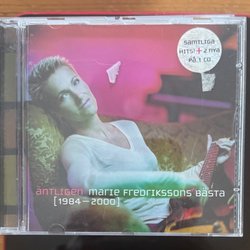 SAMTLIGA
HITS! + 2 NYA
PÅ 1 CD.
ÄNTLIGEN MARIE FREDRIKSSONS BÄSTA
[1984–2000]